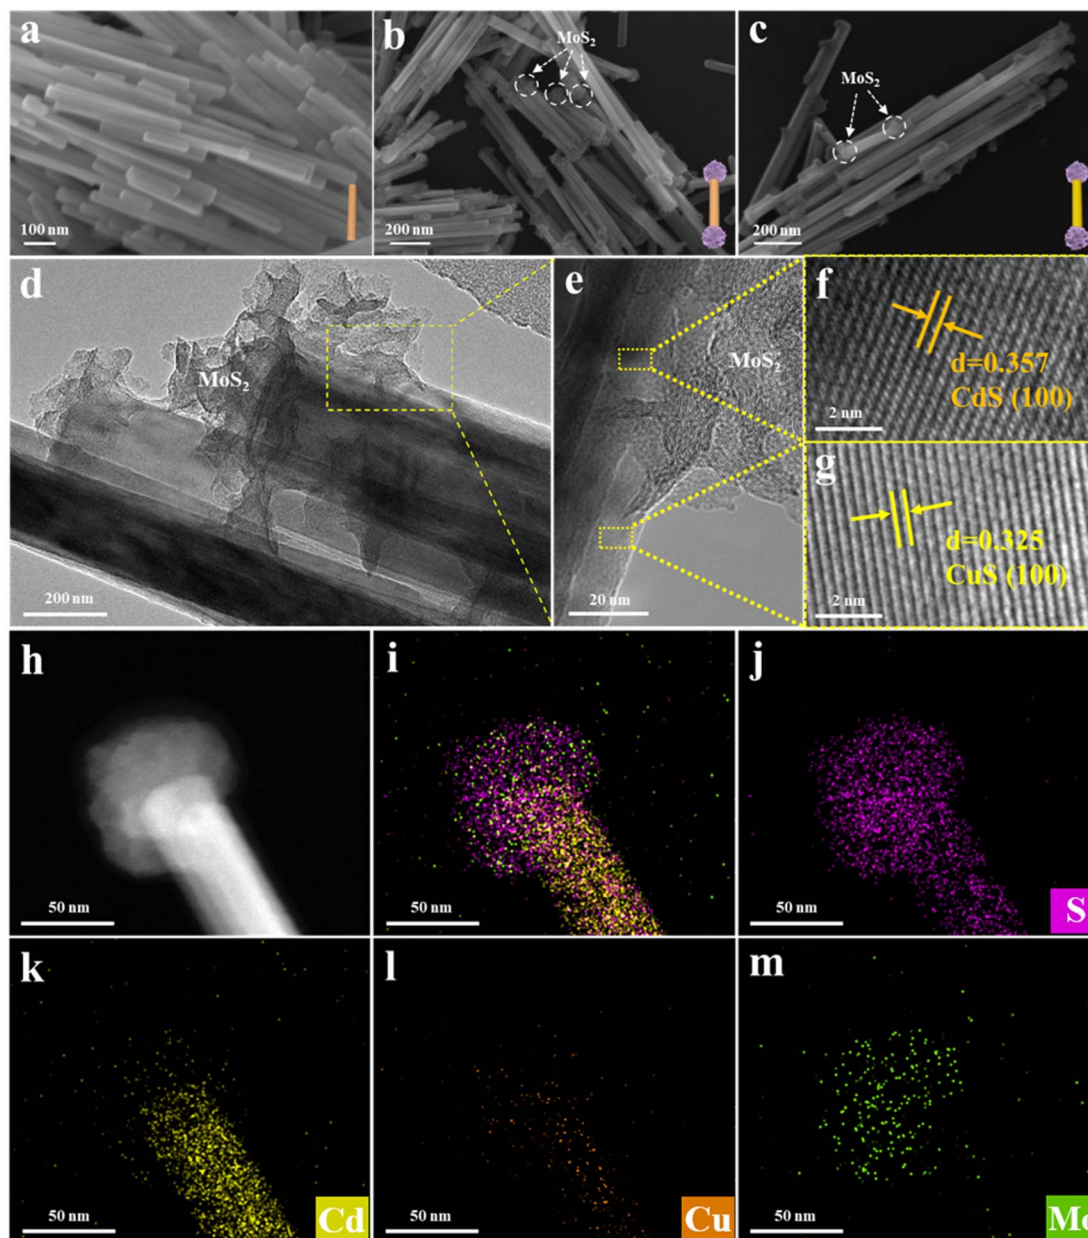 a
100 nm
b
MoS₂
200 nm
c
MoS₂
200 nm
d
MoS₂
200 nm
e
MoS₂
20 nm
f
d=0.357
CdS (100)
2 nm
g
d=0.325
CuS (100)
2 nm
h
50 nm
i
50 nm
j
50 nm
S
k
50 nm
Cd
l
50 nm
Cu
m
50 nm
Mo